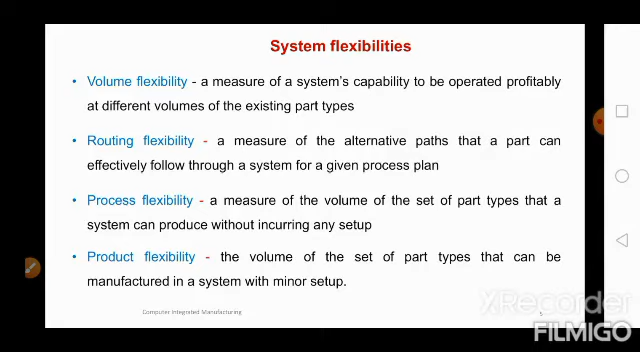 System flexibilities
• Volume flexibility - a measure of a system's capability to be operated profitably
at different volumes of the existing part types
• Routing flexibility - a measure of the alternative paths that a part can
effectively follow through a system for a given process plan
• Process flexibility - a measure of the volume of the set of part types that a
system can produce without incurring any setup
• Product flexibility - the volume of the set of part types that can be
manufactured in a system with minor setup.
Computer Integrated Manufacturing
XRecorder
FILMIGO